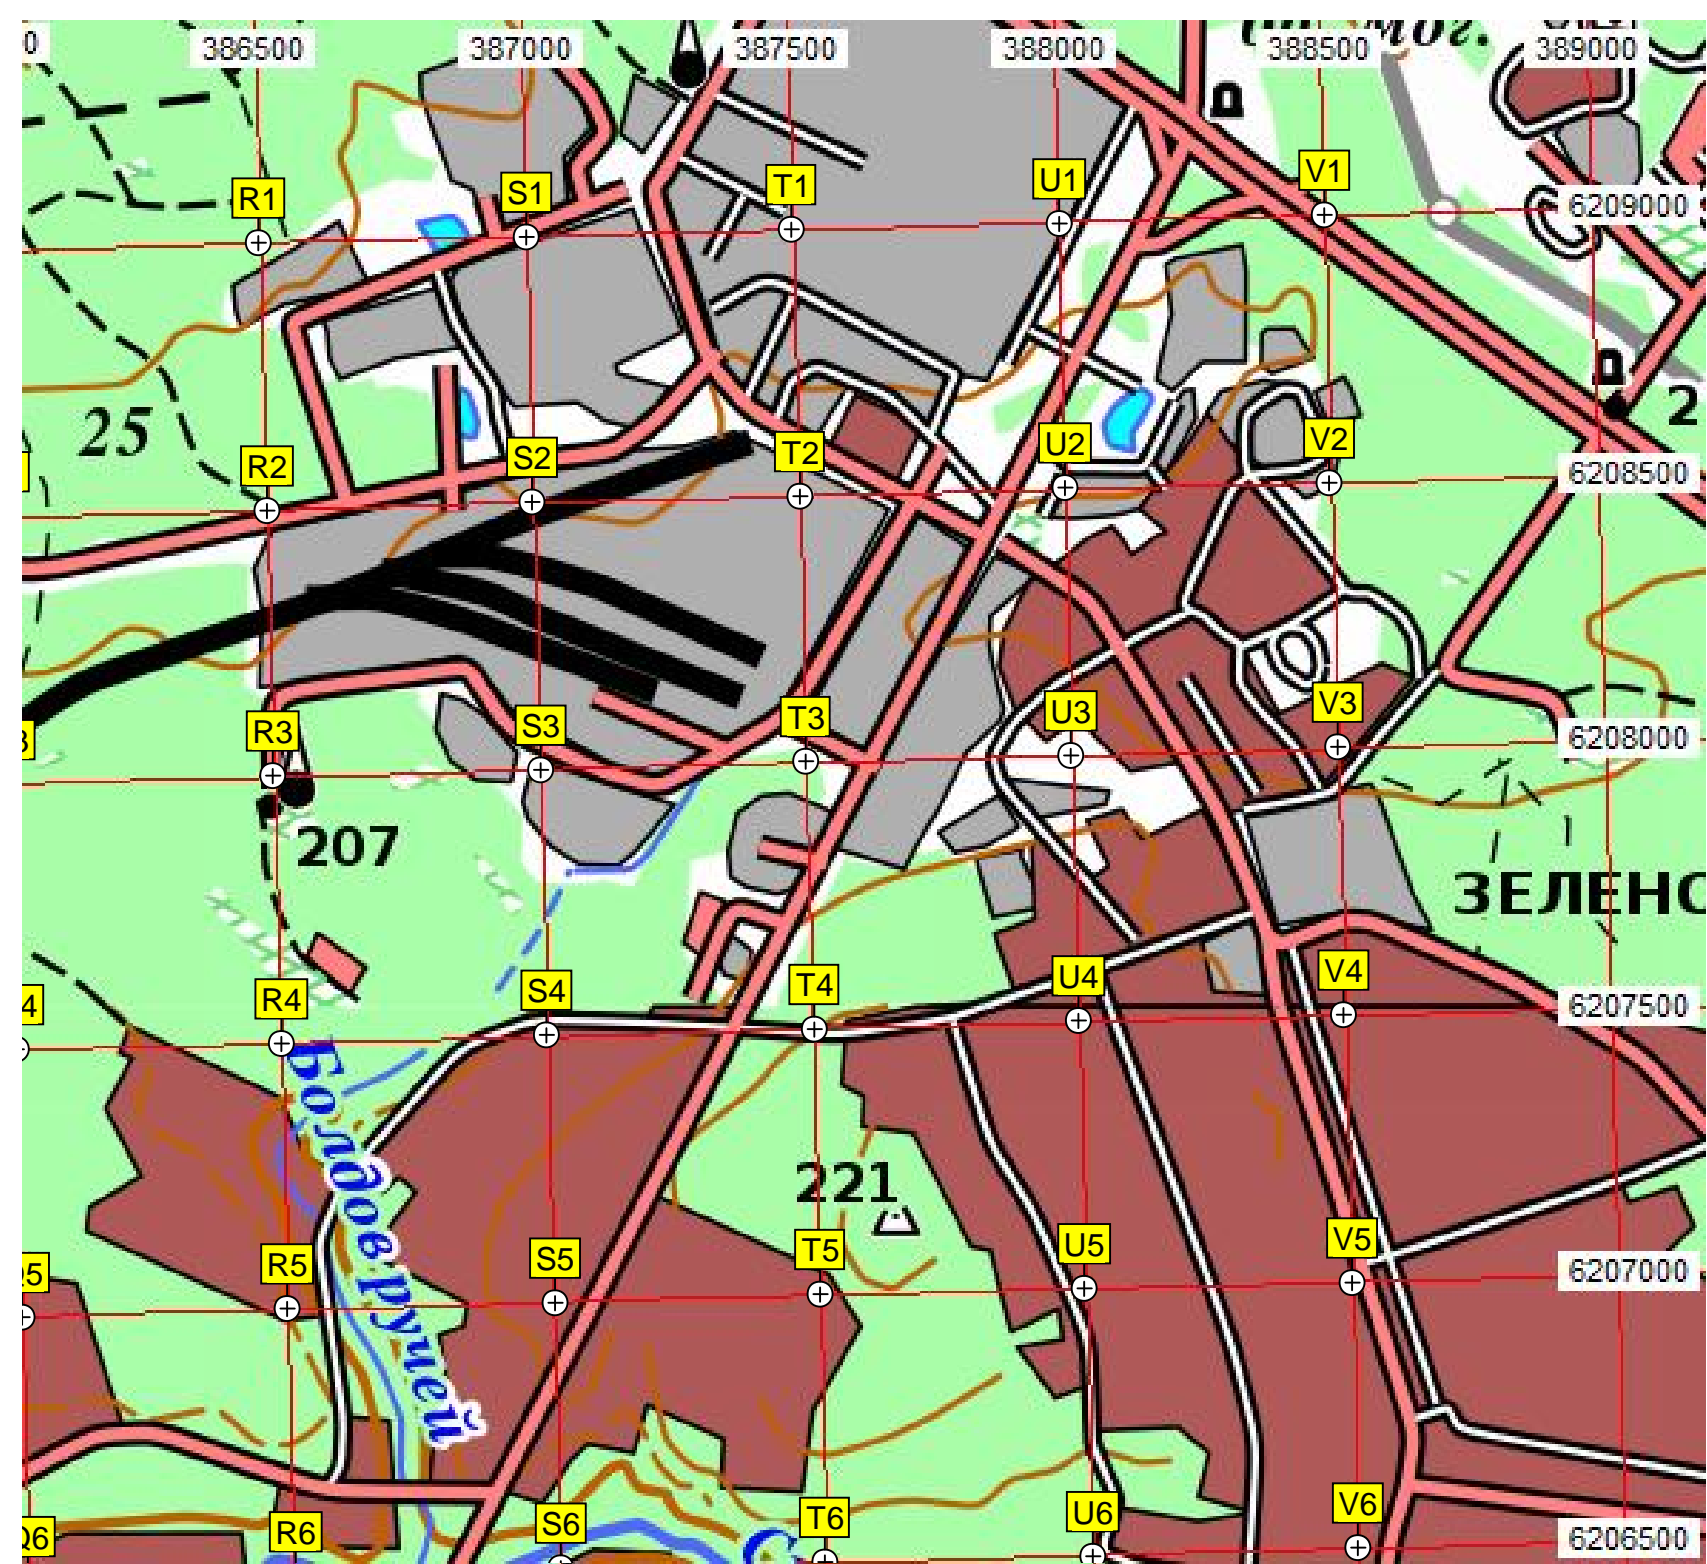 386500 387000 387500 388000 388500 389000
R1 S1 T1 U1 V1 6209000
25
2
R2 S2 T2 U2 V2 6208500
R3 S3 T3 U3 V3 6208000
207
ЗЕЛЕНО
4 R4 S4 T4 U4 V4 6207500
Болдов ручей
221
R5 S5 T5 U5 V5 6207000
R6 S6 T6 U6 V6 6206500